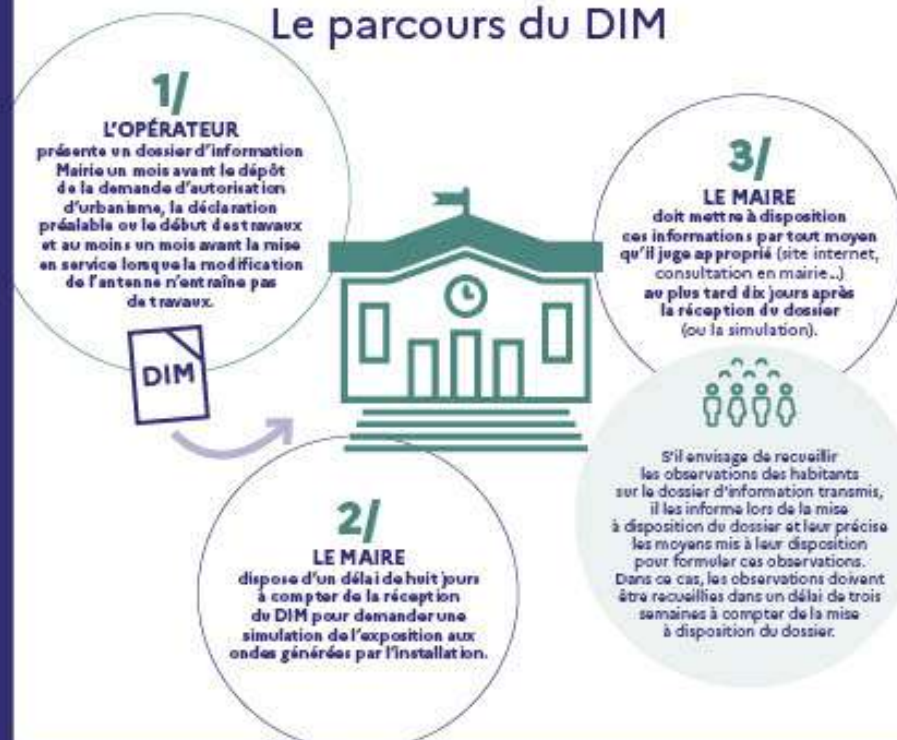 Le parcours du DIM
1/
L'OPÉRATEUR
présente un dossier d'information
Mairie un mois avant le dépôt
de la demande d'autorisation
d'urbanisme, la déclaration
préalable ou le début des travaux
et au moins un mois avant la mise
en service lorsque la modification
de l'antenne n'entraîne pas
de travaux.
DIM
2/
LE MAIRE
dispose d'un délai de huit jours
à compter de la réception
du DIM pour demander une
simulation de l'exposition aux
ondes générées par l'installation.
3/
LE MAIRE
doit mettre à disposition
ces informations par tout moyen
qu'il juge approprié (site internet,
consultation en mairie...)
au plus tard dix jours après
la réception du dossier
(ou la simulation).
S'il envisage de recueillir
les observations des habitants
sur le dossier d'information transmis,
il les informe lors de la mise
à disposition du dossier et leur précise
les moyens mis à leur disposition
pour formuler ces observations.
Dans ce cas, les observations doivent
être recueillies dans un délai de trois
semaines à compter de la mise
à disposition du dossier.